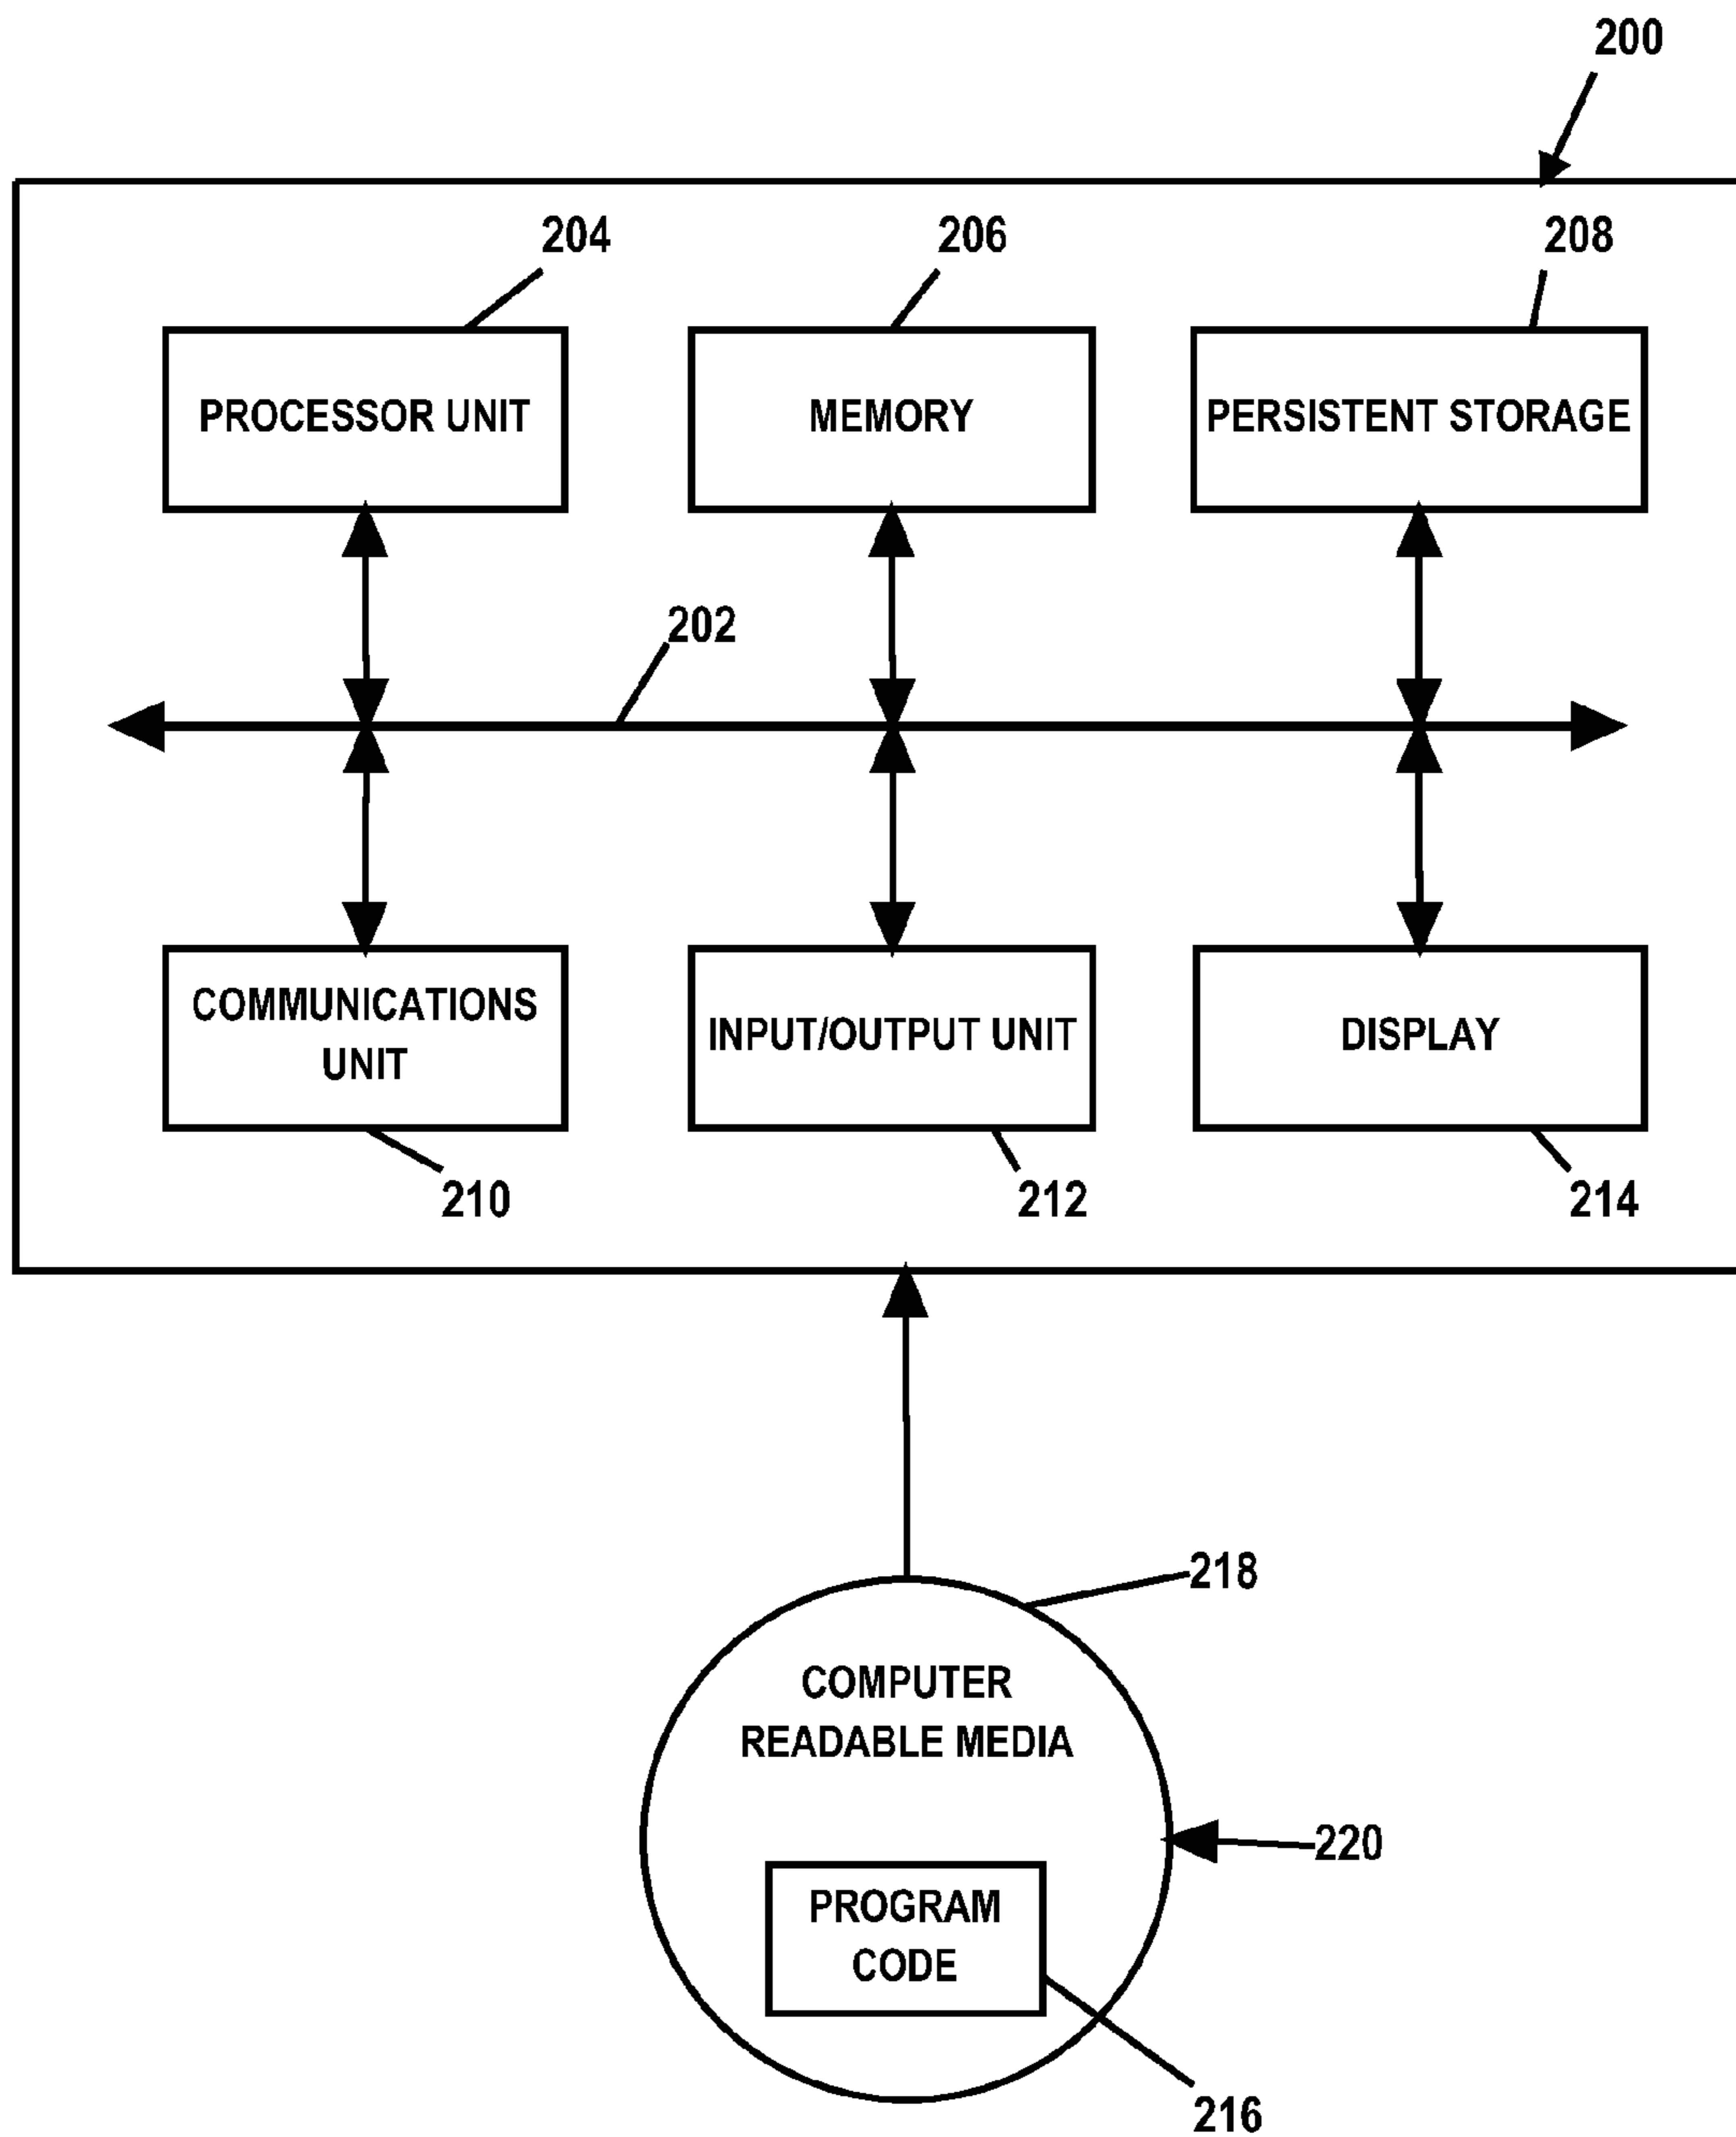 200
204
206
208
PROCESSOR UNIT
MEMORY
PERSISTENT STORAGE
202
COMMUNICATIONS
UNIT
INPUT/OUTPUT UNIT
DISPLAY
210
212
214
218
COMPUTER
READABLE MEDIA
220
PROGRAM
CODE
216